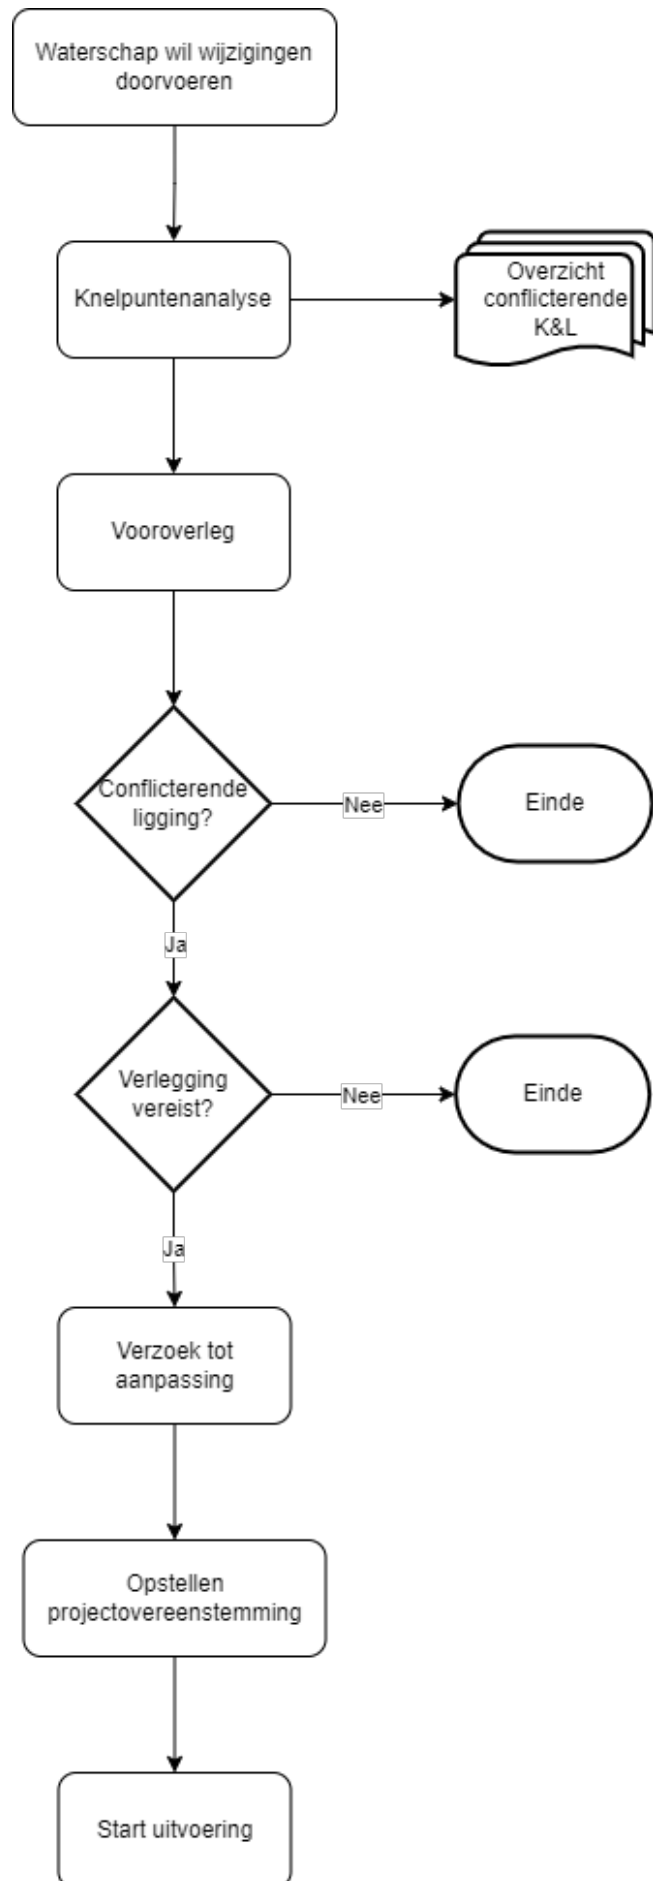 Waterschap wil wijzigingen
doorvoeren
Knelpuntenanalyse
Overzicht
conflicterende
K&L
Vooroverleg
Conflicterende
ligging?
Nee
Einde
Ja
Verlegging
vereist?
Nee
Einde
Ja
Verzoek tot
aanpassing
Opstellen
projectovereenstemming
Start uitvoering